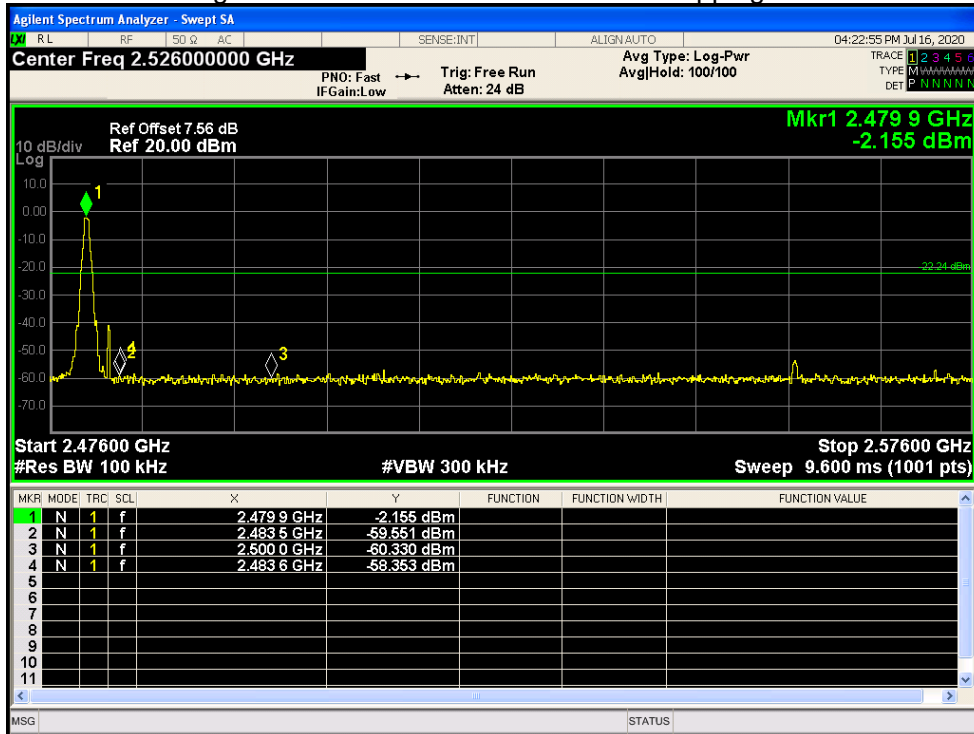 Agilent Spectrum Analyzer - Swept SA
LXI RL RF 50 Ω AC SENSE:INT ALIGN AUTO 04:22:55 PM Jul 16, 2020
Center Freq 2.526000000 GHz
PNO: Fast
IFGain:Low
Trig: Free Run
Atten: 24 dB
Avg Type: Log-Pwr
Avg|Hold: 100/100
TRACE 1 2 3 4 5 6
TYPE M
DET P N N N N N
Mkr1 2.479 9 GHz
-2.155 dBm
Ref Offset 7.56 dB
10 dB/div Ref 20.00 dBm
Log
10.0
0.00
-10.0
-20.0
-30.0
-40.0
-50.0
-60.0
-70.0
1
2
3
22.24 dBm
Start 2.47600 GHz Stop 2.57600 GHz
#Res BW 100 kHz #VBW 300 kHz Sweep 9.600 ms (1001 pts)
MKR MODE TRC SCL X Y FUNCTION FUNCTION WIDTH FUNCTION VALUE
1 N 1 f 2.479 9 GHz -2.155 dBm
2 N 1 f 2.483 5 GHz -59.551 dBm
3 N 1 f 2.500 0 GHz -60.330 dBm
4 N 1 f 2.483 6 GHz -58.353 dBm
5
6
7
8
9
10
11
MSG STATUS